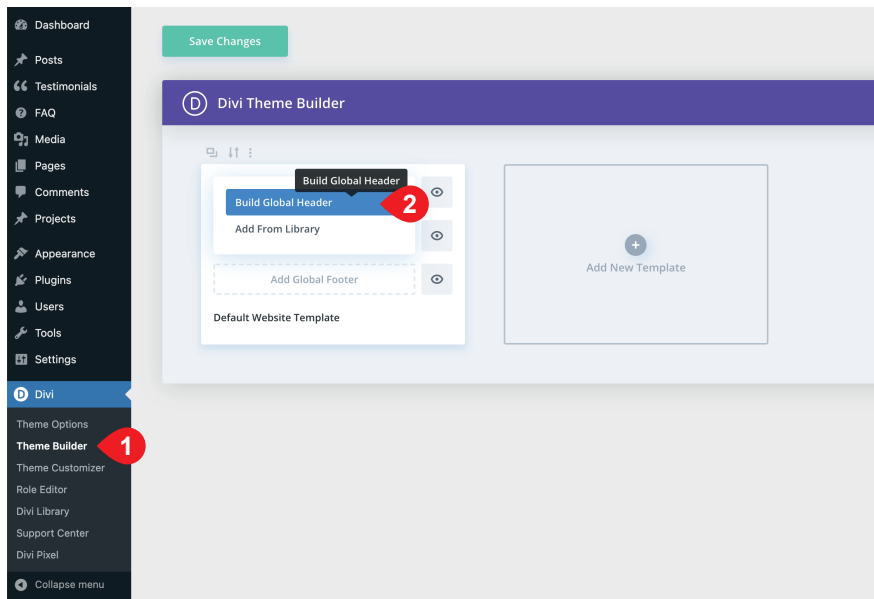 Dashboard
Posts
Testimonials
FAQ
Media
Pages
Comments
Projects
Appearance
Plugins
Users
Tools
Settings
Divi
Theme Options
Theme Builder
1
Theme Customizer
Role Editor
Divi Library
Support Center
Divi Pixel
Collapse menu
Save Changes
D Divi Theme Builder
Build Global Header
Build Global Header
2
Add From Library
Add Global Footer
Default Website Template
Add New Template